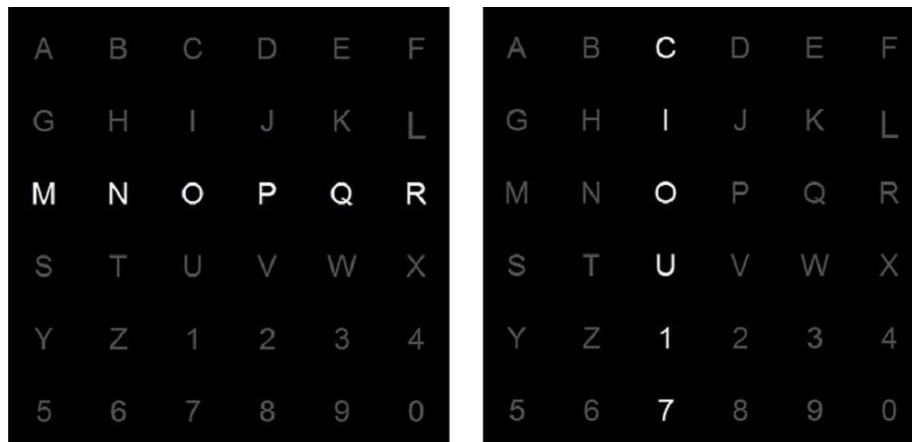 A B C D E F
G H I J K L
M N O P Q R
S T U V W X
Y Z 1 2 3 4
5 6 7 8 9 0
A B C D E F
G H I J K L
M N O P Q R
S T U V W X
Y Z 1 2 3 4
5 6 7 8 9 0